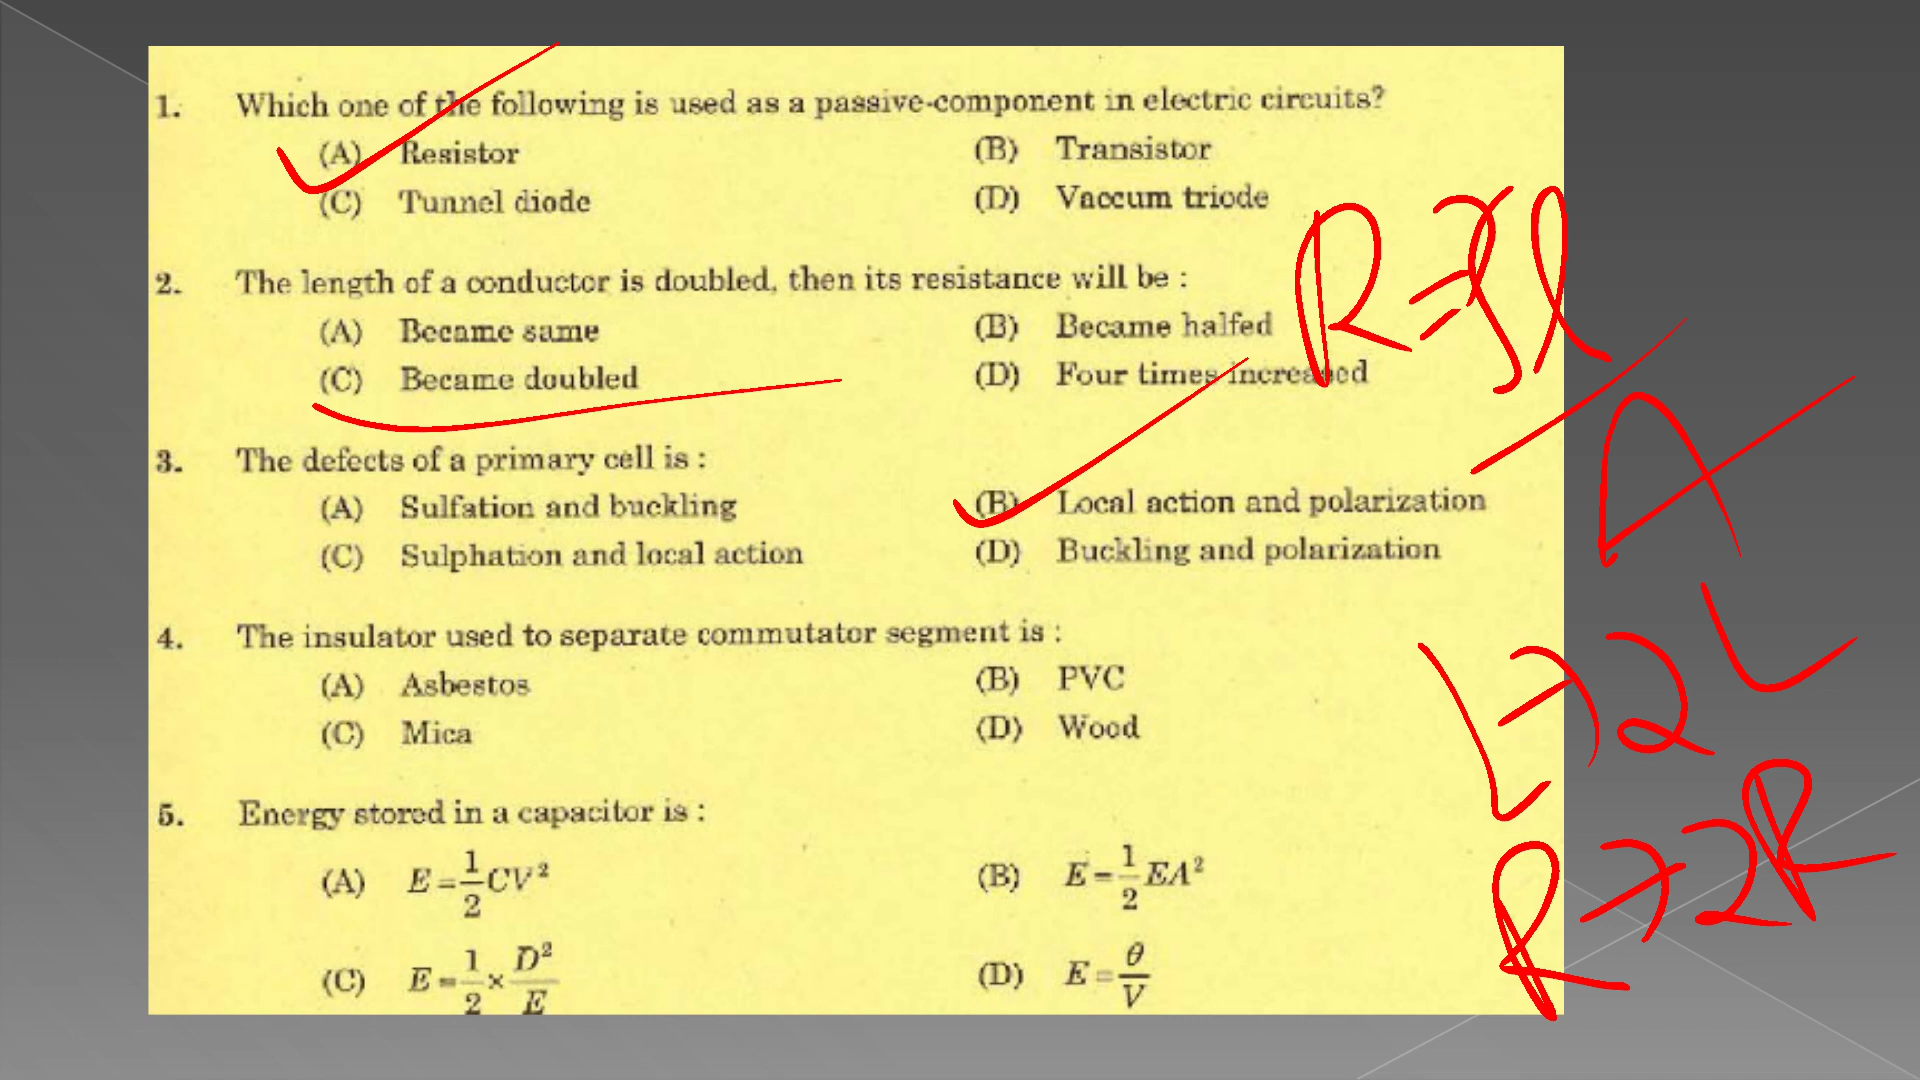 1. Which one of the following is used as a passive-component in electric circuits?
(A) Resistor (B) Transistor
(C) Tunnel diode (D) Vaccum triode
2. The length of a conductor is doubled, then its resistance will be :
(A) Became same (B) Became halfed
(C) Became doubled (D) Four times increased
3. The defects of a primary cell is :
(A) Sulfation and buckling (B) Local action and polarization
(C) Sulphation and local action (D) Buckling and polarization
4. The insulator used to separate commutator segment is :
(A) Asbestos (B) PVC
(C) Mica (D) Wood
5. Energy stored in a capacitor is :
(A) E = 1/2 CV² (B) E = 1/2 EA²
(C) E = 1/2 × D²/E (D) E = θ/V
R = ρl
A
L → 2L
R → 2R